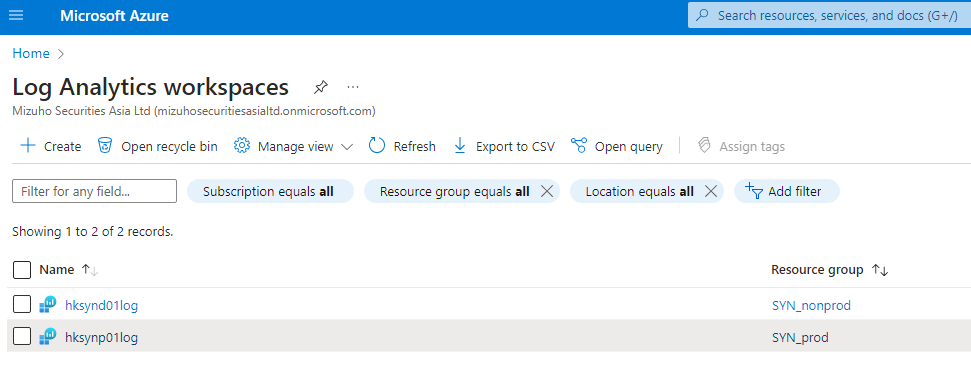 Microsoft Azure
Search resources, services, and docs (G+/)
Home
Log Analytics workspaces
Mizuho Securities Asia Ltd (mizuhosecuritiesasialtd.onmicrosoft.com)
Create Open recycle bin Manage view Refresh Export to CSV Open query Assign tags
Filter for any field... Subscription equals all Resource group equals all Location equals all Add filter
Showing 1 to 2 of 2 records.
Name Resource group
hksynd01log SYN_nonprod
hksynp01log SYN_prod